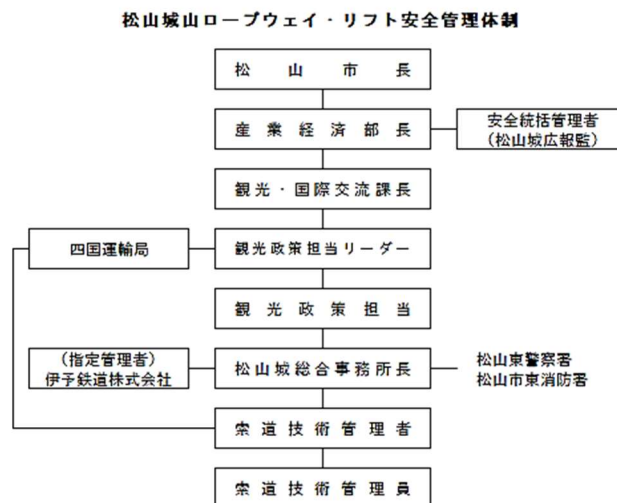 松山城山ロープウェイ・リフト安全管理体制
松山市長
産業経済部長
安全統括管理者
(松山城広報監)
観光・国際交流課長
四国運輸局
観光政策担当リーダー
観光政策担当
(指定管理者)
伊予鉄道株式会社
松山城総合事務所長
松山東警察署
松山市東消防署
索道技術管理者
索道技術管理員